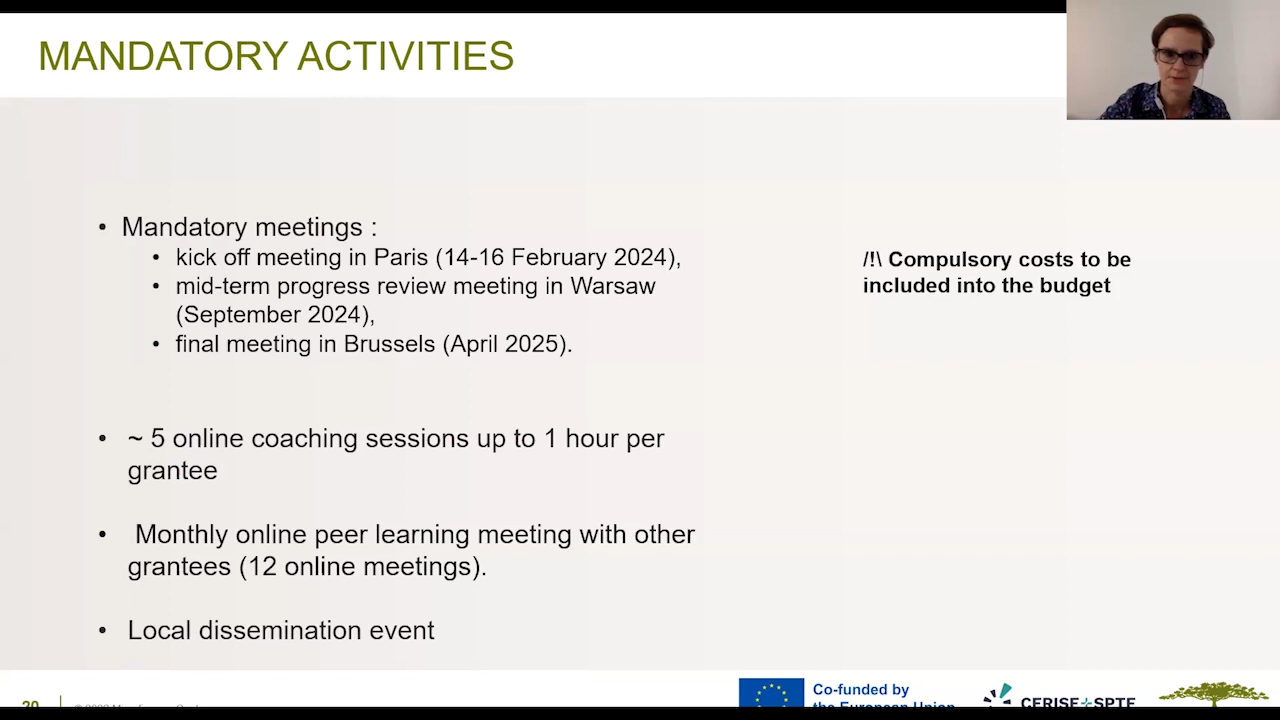 MANDATORY ACTIVITIES
• Mandatory meetings :
• kick off meeting in Paris (14-16 February 2024),
• mid-term progress review meeting in Warsaw
(September 2024),
• final meeting in Brussels (April 2025).
/!\ Compulsory costs to be
included into the budget
• ~ 5 online coaching sessions up to 1 hour per
grantee
• Monthly online peer learning meeting with other
grantees (12 online meetings).
• Local dissemination event
Co-funded by
the European Union
CERISE+SPTF